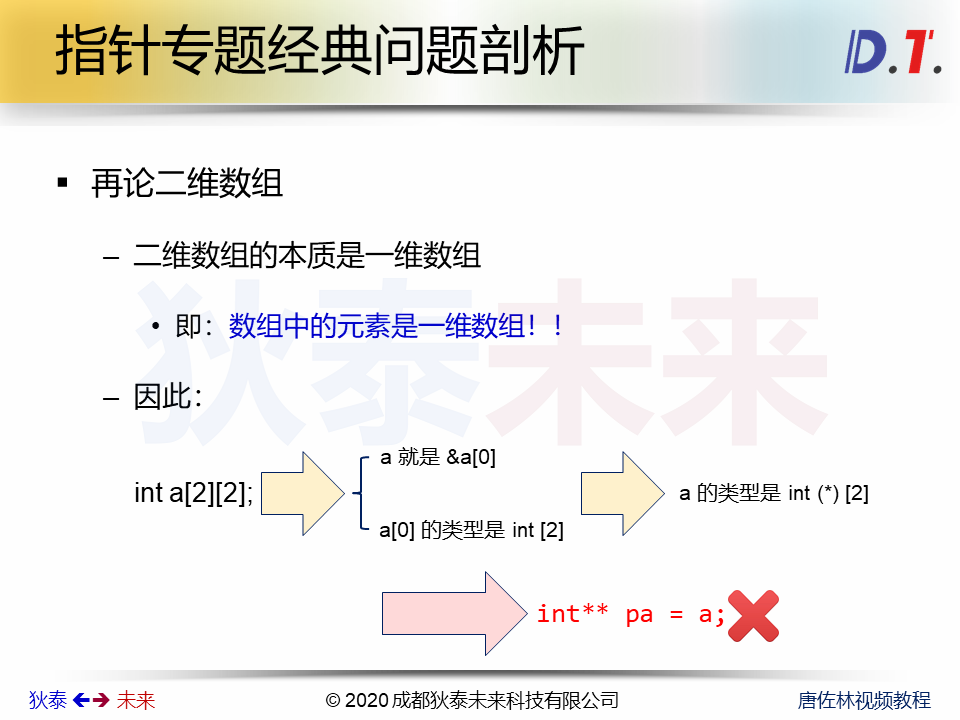 指针专题经典问题剖析
D.T.
再论二维数组
二维数组的本质是一维数组
即：数组中的元素是一维数组！！
因此：
狄泰未来
a 就是 &a[0]
int a[2][2];
a 的类型是 int (*) [2]
a[0] 的类型是 int [2]
int** pa = a;
狄泰 未来
© 2020 成都狄泰未来科技有限公司
唐佐林视频教程